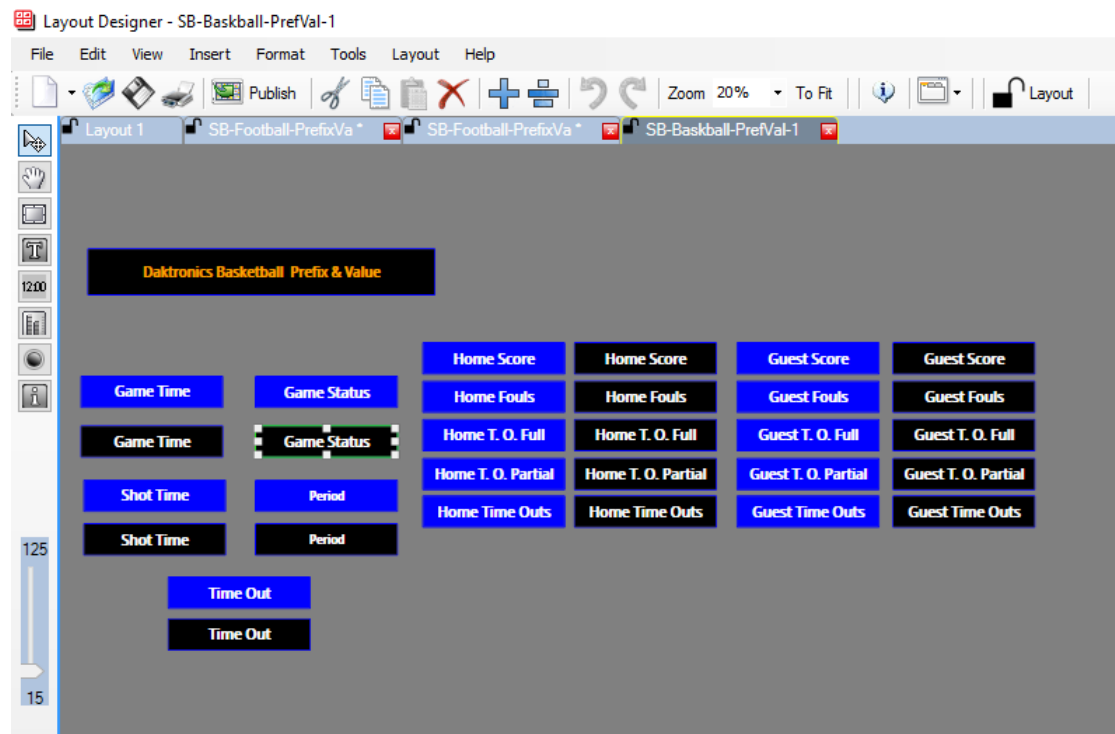 Layout Designer - SB-Baskball-PrefVal-1
File Edit View Insert Format Tools Layout Help
Publish Zoom 20% To Fit Layout
Layout 1 SB-Football-PrefixVa * SB-Football-PrefixVa * SB-Baskball-PrefVal-1
T
12:00
Daktronics Basketball Prefix & Value
Home Score Home Score Guest Score Guest Score
Game Time Game Status Home Fouls Home Fouls Guest Fouls Guest Fouls
Game Time Game Status Home T. O. Full Home T. O. Full Guest T. O. Full Guest T. O. Full
Home T. O. Partial Home T. O. Partial Guest T. O. Partial Guest T. O. Partial
Shot Time Period Home Time Outs Home Time Outs Guest Time Outs Guest Time Outs
Shot Time Period
125
Time Out
Time Out
15